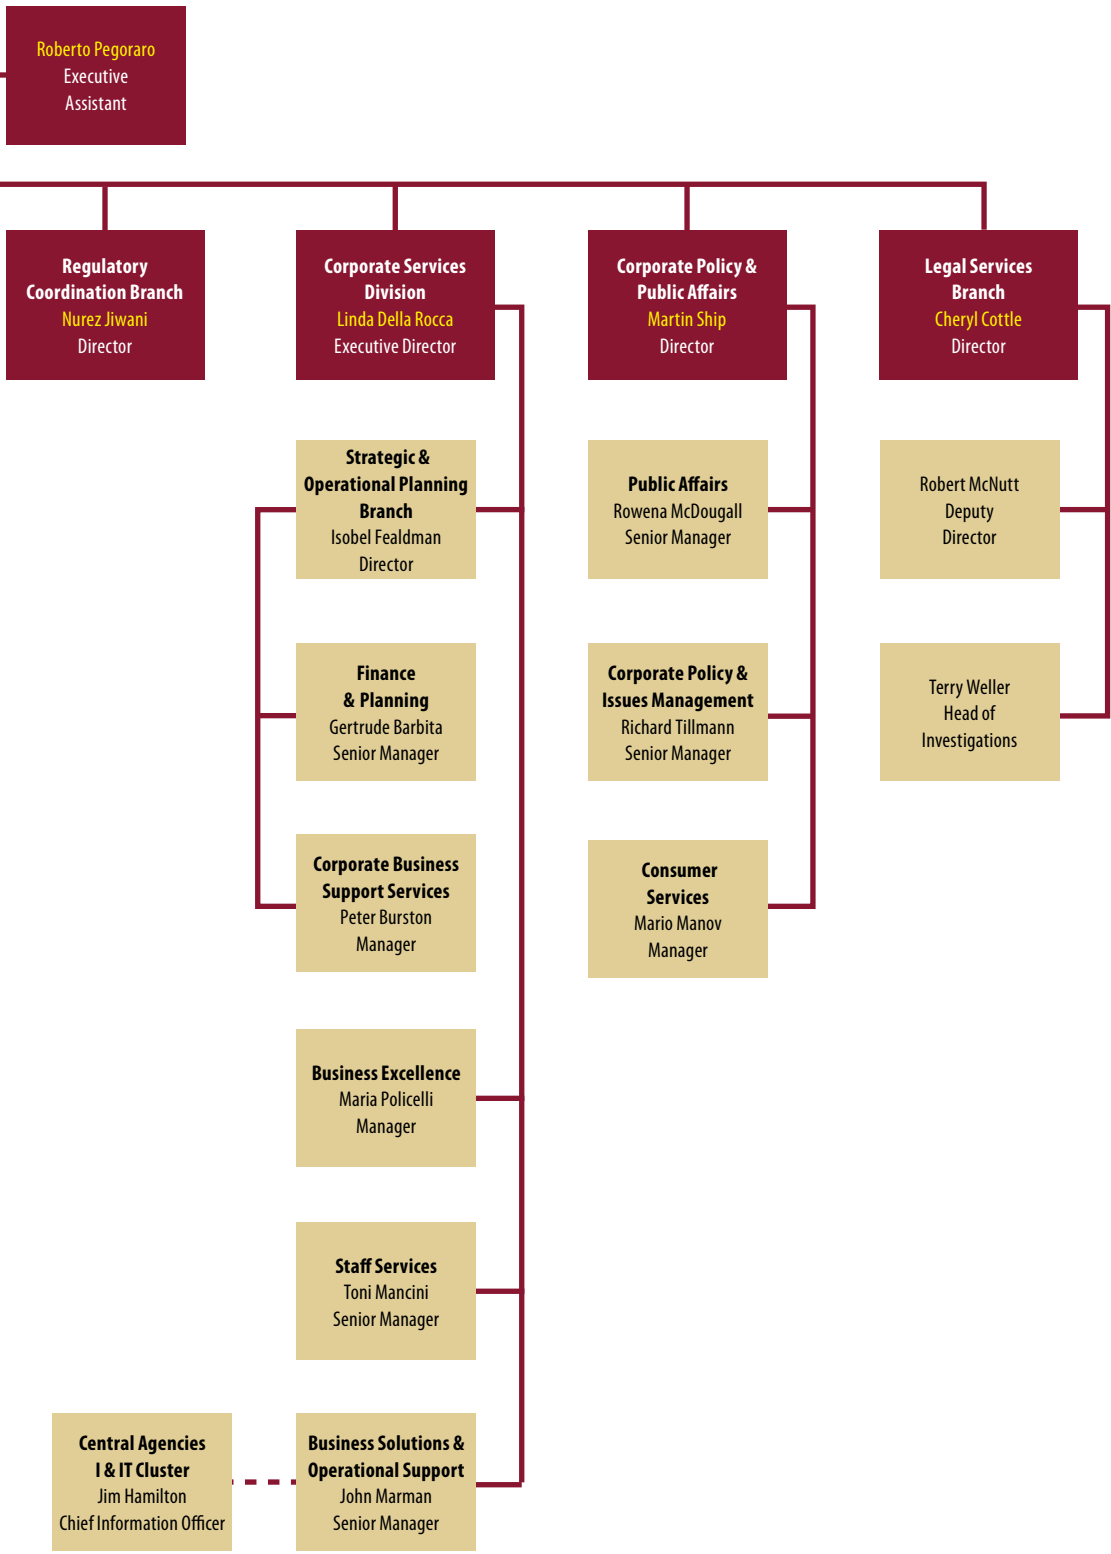 Roberto Pegoraro
Executive
Assistant
Regulatory
Coordination Branch
Nurez Jiwani
Director
Corporate Services
Division
Linda Della Rocca
Executive Director
Corporate Policy &
Public Affairs
Martin Ship
Director
Legal Services
Branch
Cheryl Cottle
Director
Strategic &
Operational Planning
Branch
Isobel Fealdman
Director
Public Affairs
Rowena McDougall
Senior Manager
Robert McNutt
Deputy
Director
Finance
& Planning
Gertrude Barbita
Senior Manager
Corporate Policy &
Issues Management
Richard Tillmann
Senior Manager
Terry Weller
Head of
Investigations
Corporate Business
Support Services
Peter Burston
Manager
Consumer
Services
Mario Manov
Manager
Business Excellence
Maria Policelli
Manager
Staff Services
Toni Mancini
Senior Manager
Central Agencies
I & IT Cluster
Jim Hamilton
Chief Information Officer
Business Solutions &
Operational Support
John Marman
Senior Manager